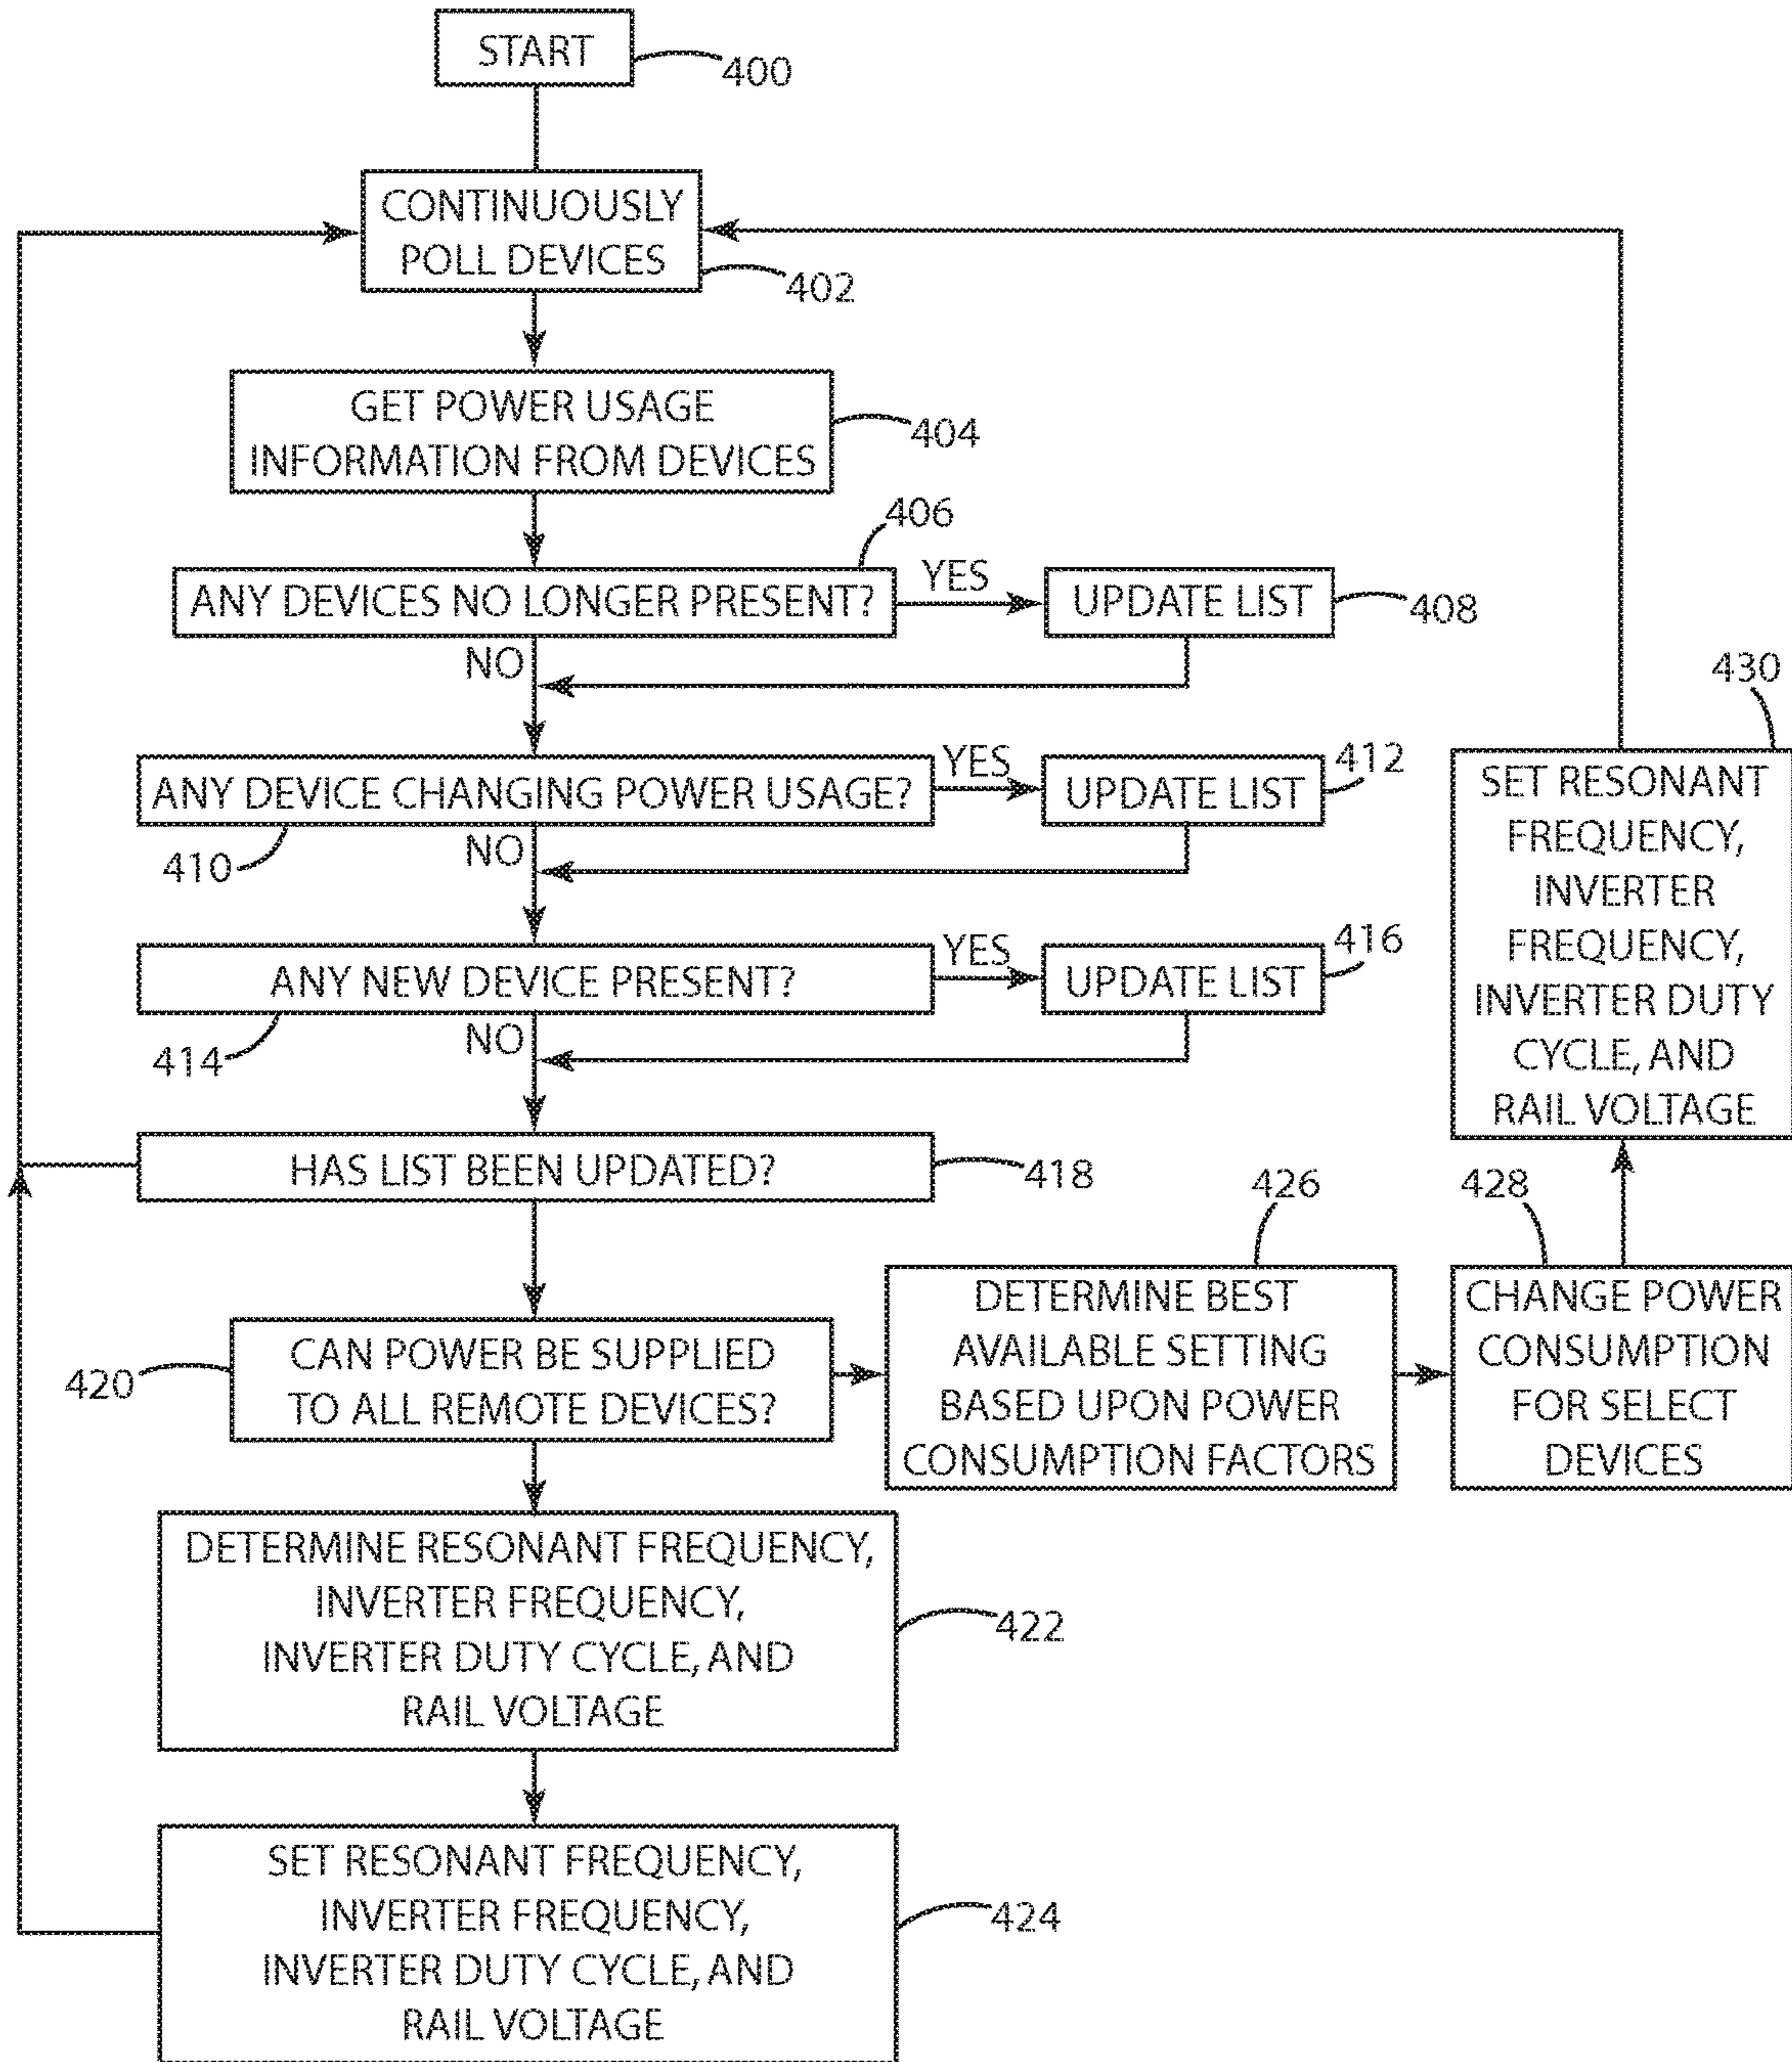 START
400
CONTINUOUSLY
POLL DEVICES
402
GET POWER USAGE
INFORMATION FROM DEVICES
404
406
ANY DEVICES NO LONGER PRESENT?
YES
UPDATE LIST
408
NO
ANY DEVICE CHANGING POWER USAGE?
410
YES
UPDATE LIST
412
NO
ANY NEW DEVICE PRESENT?
414
YES
UPDATE LIST
416
NO
HAS LIST BEEN UPDATED?
418
CAN POWER BE SUPPLIED
TO ALL REMOTE DEVICES?
420
DETERMINE RESONANT FREQUENCY,
INVERTER FREQUENCY,
INVERTER DUTY CYCLE, AND
RAIL VOLTAGE
422
SET RESONANT FREQUENCY,
INVERTER FREQUENCY,
INVERTER DUTY CYCLE, AND
RAIL VOLTAGE
424
426
DETERMINE BEST
AVAILABLE SETTING
BASED UPON POWER
CONSUMPTION FACTORS
428
CHANGE POWER
CONSUMPTION
FOR SELECT
DEVICES
430
SET RESONANT
FREQUENCY,
INVERTER
FREQUENCY,
INVERTER DUTY
CYCLE, AND
RAIL VOLTAGE